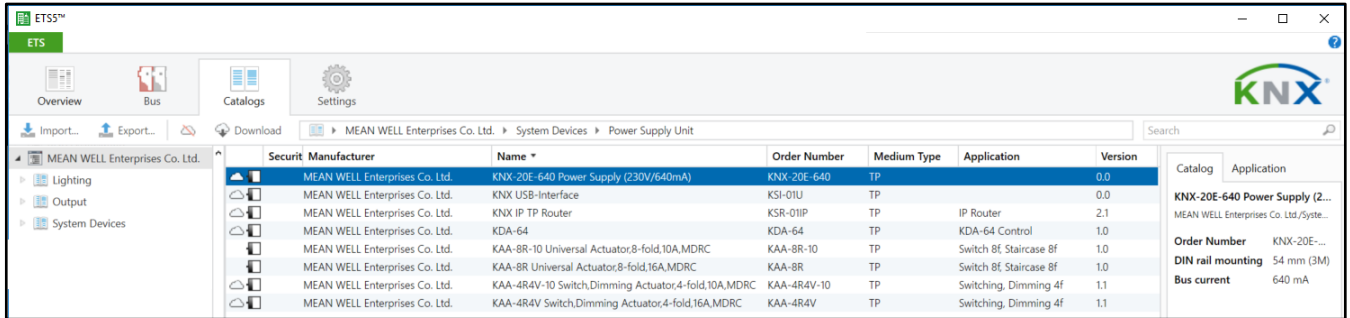 ETS5™
ETS
Overview
Bus
Catalogs
Settings
KNX
Import...
Export...
Download
MEAN WELL Enterprises Co. Ltd.
System Devices
Power Supply Unit
Search
MEAN WELL Enterprises Co. Ltd.
Lighting
Output
System Devices
Securit Manufacturer Name Order Number Medium Type Application Version
MEAN WELL Enterprises Co. Ltd. KNX-20E-640 Power Supply (230V/640mA) KNX-20E-640 TP 0.0
MEAN WELL Enterprises Co. Ltd. KNX USB-Interface KSI-01U TP 0.0
MEAN WELL Enterprises Co. Ltd. KNX IP TP Router KSR-01IP TP IP Router 2.1
MEAN WELL Enterprises Co. Ltd. KDA-64 KDA-64 TP KDA-64 Control 1.0
MEAN WELL Enterprises Co. Ltd. KAA-8R-10 Universal Actuator,8-fold,10A,MDRC KAA-8R-10 TP Switch 8f, Staircase 8f 1.0
MEAN WELL Enterprises Co. Ltd. KAA-8R Universal Actuator,8-fold,16A,MDRC KAA-8R TP Switch 8f, Staircase 8f 1.0
MEAN WELL Enterprises Co. Ltd. KAA-4R4V-10 Switch,Dimming Actuator,4-fold,10A,MDRC KAA-4R4V-10 TP Switching, Dimming 4f 1.1
MEAN WELL Enterprises Co. Ltd. KAA-4R4V Switch,Dimming Actuator,4-fold,16A,MDRC KAA-4R4V TP Switching, Dimming 4f 1.1
Catalog Application
KNX-20E-640 Power Supply (2...
MEAN WELL Enterprises Co. Ltd./Syste...
Order Number KNX-20E-...
DIN rail mounting 54 mm (3M)
Bus current 640 mA